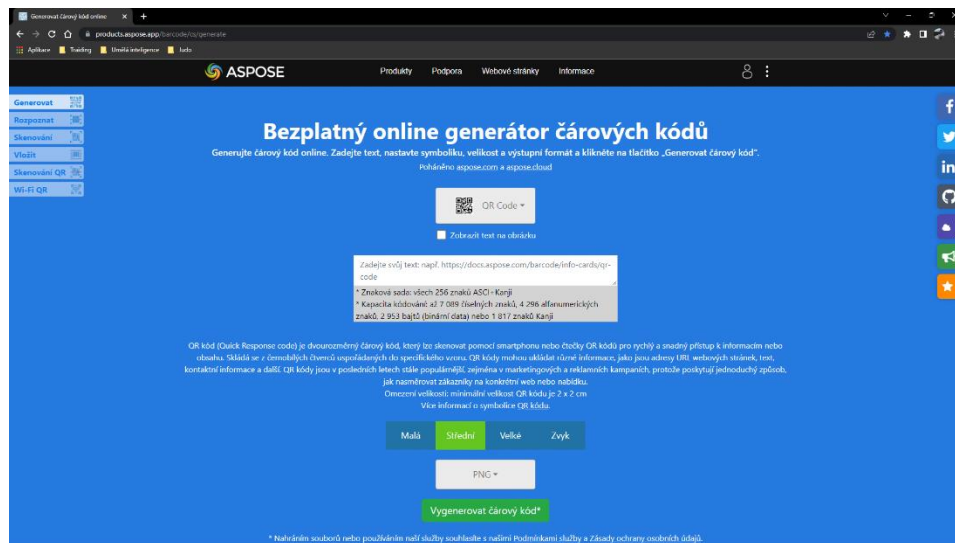 Generovat čárový kód online
products.aspose.app/barcode/cs/generate
Aplikace Trading Umělá inteligence Judo
ASPOSE Produkty Podpora Webové stránky Informace
Generovat
Rozpoznat
Skenování
Vložit
Skenování QR
Wi-Fi QR
Bezplatný online generátor čárových kódů
Generujte čárový kód online. Zadejte text, nastavte symboliku, velikost a výstupní formát a klikněte na tlačítko „Generovat čárový kód".
Poháněno aspose.com a aspose.cloud
QR Code
Zobrazit text na obrázku
Zadejte svůj text: např. https://docs.aspose.com/barcode/info-cards/qr-
code
* Znaková sada: všech 256 znaků ASCI+Kanji
* Kapacita kódování: až 7 089 číselných znaků, 4 296 alfanumerických
znaků, 2 953 bajtů (binární data) nebo 1 817 znaků Kanji
QR kód (Quick Response code) je dvourozměrný čárový kód, který lze skenovat pomocí smartphonu nebo čtečky QR kódů pro rychlý a snadný přístup k informacím nebo
obsahu. Skládá se z černobílých čtverců uspořádaných do specifického vzoru. QR kódy mohou ukládat různé informace, jako jsou adresy URL webových stránek, text,
kontaktní informace a další. QR kódy jsou v posledních letech stále populárnější, zejména v marketingových a reklamních kampaních, protože poskytují jednoduchý způsob,
jak nasměrovat zákazníky na konkrétní web nebo nabídku.
Omezení velikosti: minimální velikost QR kódu je 2 x 2 cm
Více informací o symbolice QR kódu.
Malá Střední Velké Zvyk
PNG
Vygenerovat čárový kód*
* Nahráním souborů nebo používáním naší služby souhlasíte s našimi Podmínkami služby a Zásady ochrany osobních údajů.